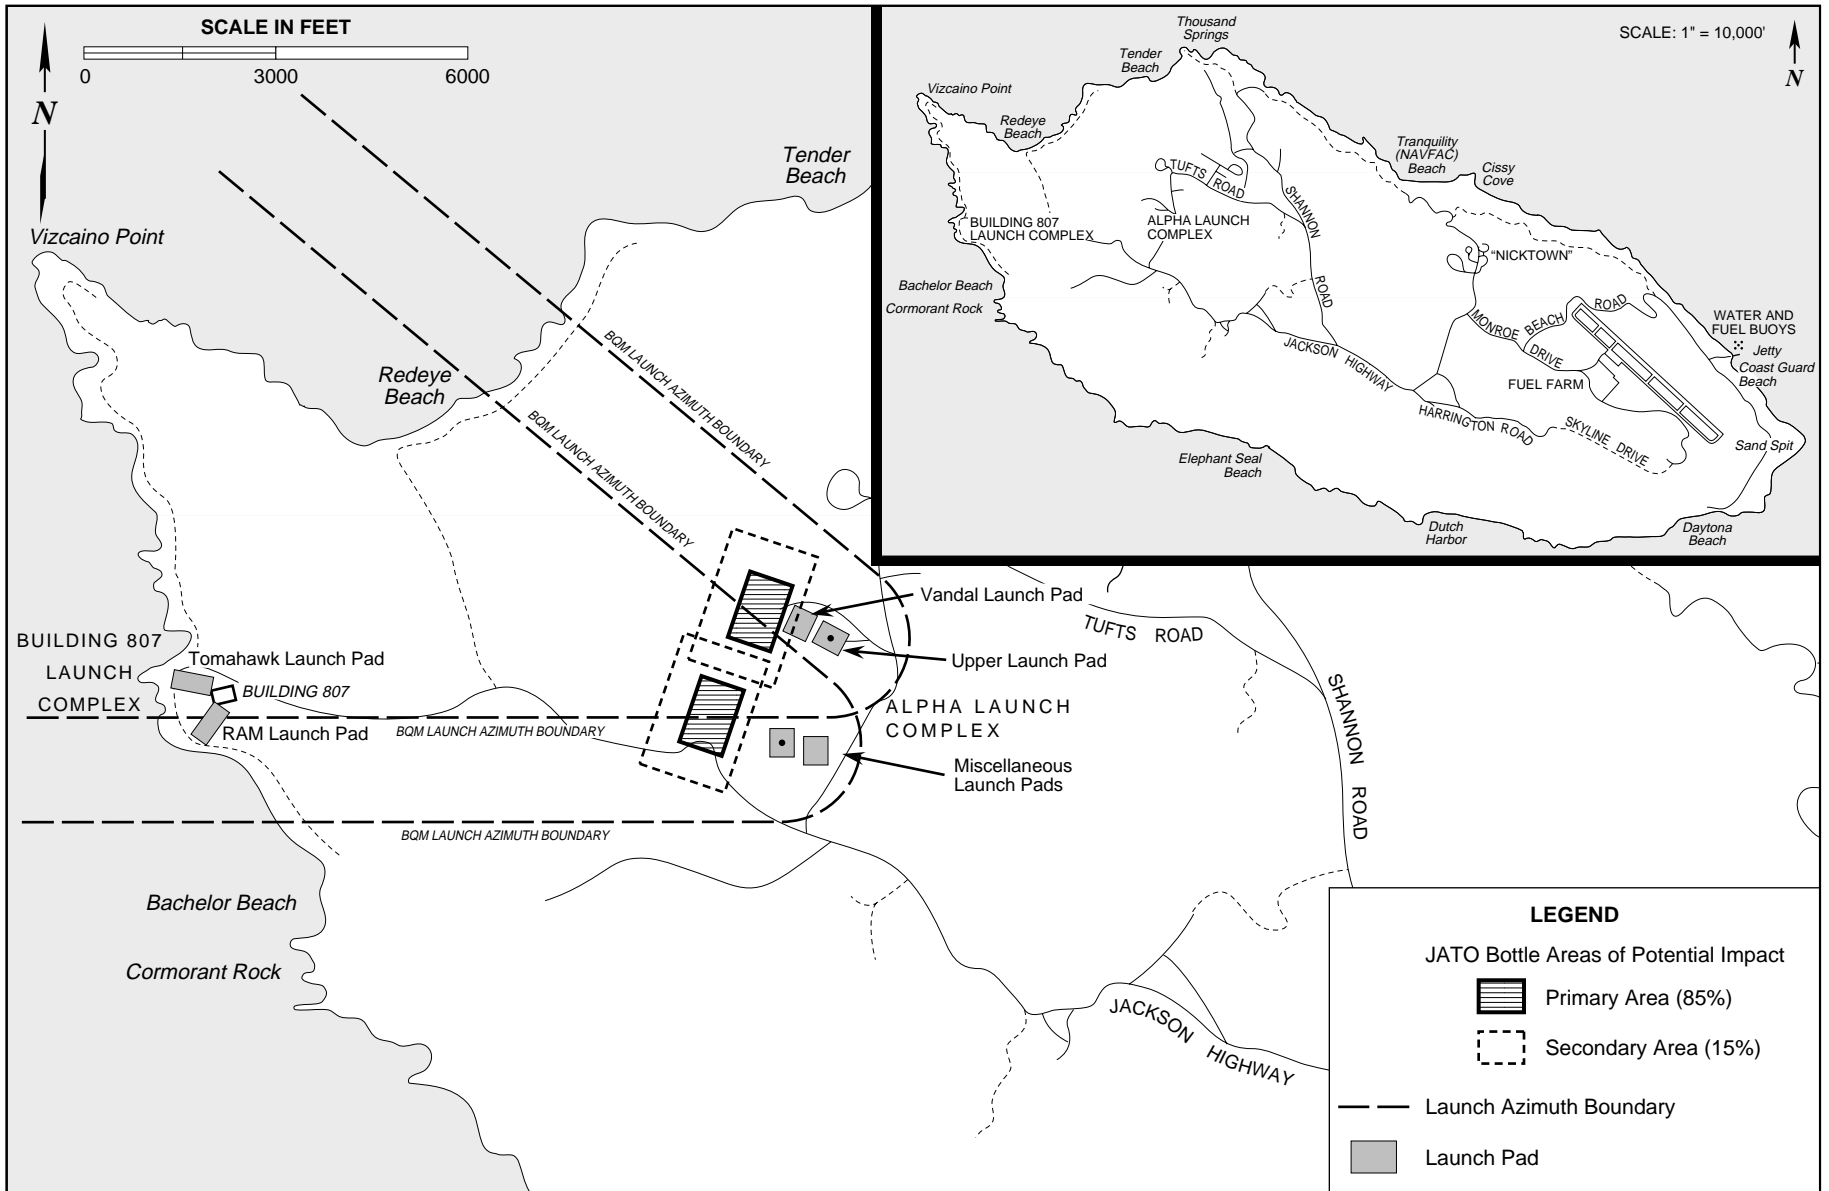 SCALE IN FEET
0 3000 6000
N
Vizcaino Point
Tender
Beach
Redeye
Beach
BQM LAUNCH AZIMUTH BOUNDARY
BQM LAUNCH AZIMUTH BOUNDARY
BUILDING 807
LAUNCH
COMPLEX
Tomahawk Launch Pad
BUILDING 807
RAM Launch Pad
BQM LAUNCH AZIMUTH BOUNDARY
BQM LAUNCH AZIMUTH BOUNDARY
Vandal Launch Pad
Upper Launch Pad
ALPHA LAUNCH
COMPLEX
Miscellaneous
Launch Pads
TUFTS ROAD
SHANNON ROAD
JACKSON HIGHWAY
Bachelor Beach
Cormorant Rock
SCALE: 1" = 10,000'
N
Thousand
Springs
Tender
Beach
Vizcaino Point
Redeye
Beach
Tranquility
(NAVFAC)
Beach
Cissy
Cove
TUFTS ROAD
SHANNON ROAD
BUILDING 807
LAUNCH COMPLEX
ALPHA LAUNCH
COMPLEX
"NICKTOWN"
Bachelor Beach
Cormorant Rock
MONROE DRIVE
BEACH ROAD
WATER AND
FUEL BUOYS
Jetty
Coast Guard
Beach
JACKSON HIGHWAY
FUEL FARM
HARRINGTON ROAD
SKYLINE DRIVE
Sand Spit
Elephant Seal
Beach
Dutch
Harbor
Daytona
Beach
LEGEND
JATO Bottle Areas of Potential Impact
Primary Area (85%)
Secondary Area (15%)
Launch Azimuth Boundary
Launch Pad